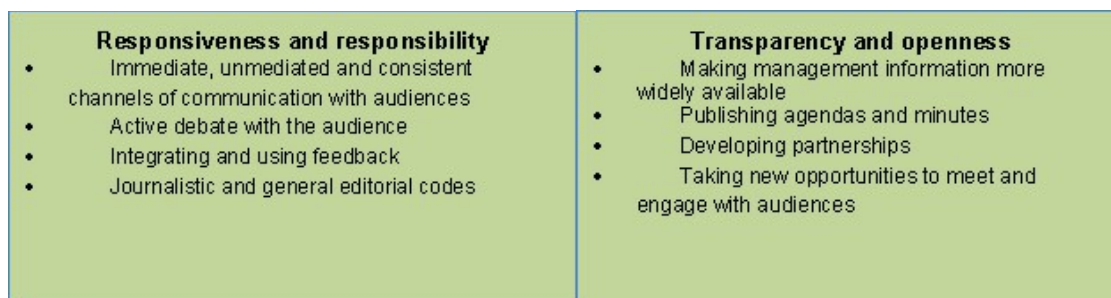 Responsiveness and responsibility
• Immediate, unmediated and consistent
channels of communication with audiences
• Active debate with the audience
• Integrating and using feedback
• Journalistic and general editorial codes
Transparency and openness
• Making management information more
widely available
• Publishing agendas and minutes
• Developing partnerships
• Taking new opportunities to meet and
engage with audiences